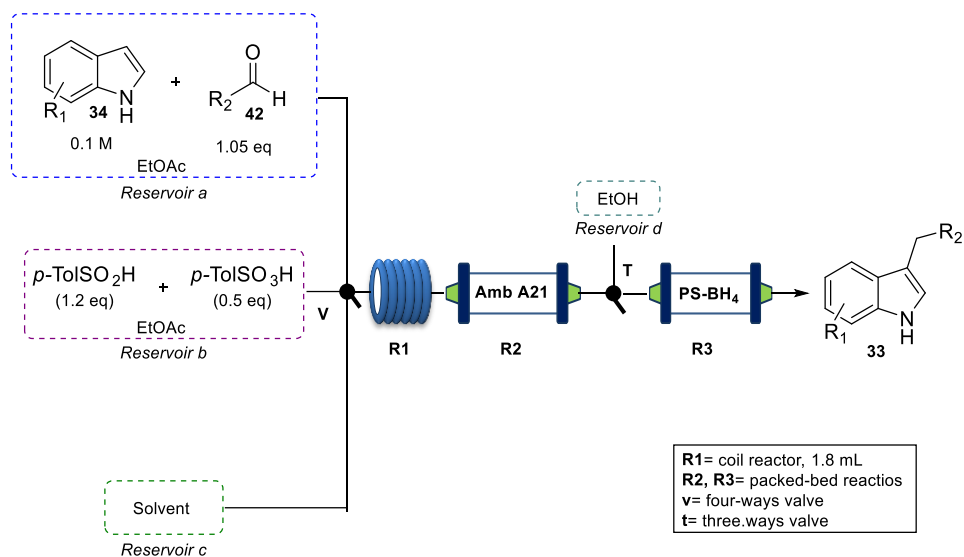 O
R2
H
R1
34
N
H
+
42
0.1 M
1.05 eq
EtOAc
Reservoir a
p-TolSO2H
(1.2 eq)
+
p-TolSO3H
(0.5 eq)
EtOAc
Reservoir b
Solvent
Reservoir c
V
R1
Amb A21
R2
EtOH
Reservoir d
T
PS-BH4
R3
R2
R1
N
H
33
R1= coil reactor, 1.8 mL
R2, R3= packed-bed reactios
v= four-ways valve
t= three.ways valve